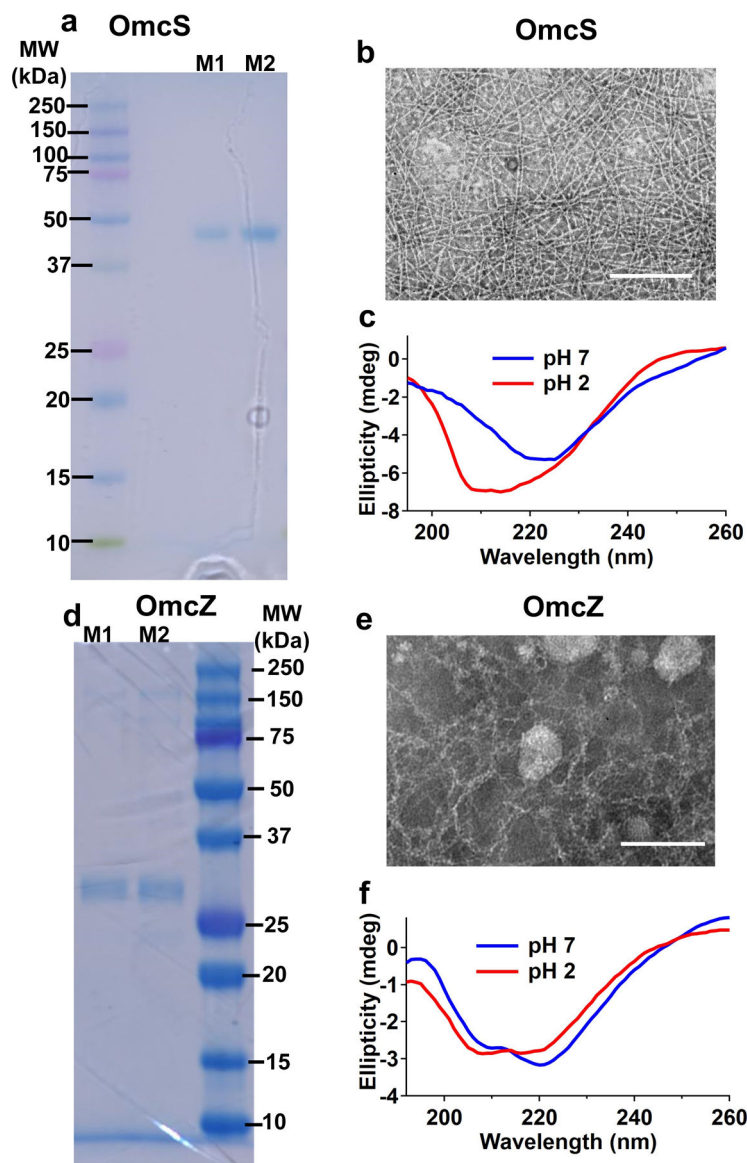 a
OmcS
MW
(kDa)
M1 M2
250
150
100
75
50
37
25
20
15
10
b
OmcS
c
Ellipticity (mdeg)
0
-2
-4
-6
-8
pH 7
pH 2
200 220 240 260
Wavelength (nm)
d
OmcZ
M1 M2
MW
(kDa)
250
150
75
50
37
25
20
15
10
e
OmcZ
f
Ellipticity (mdeg)
0
-1
-2
-3
-4
pH 7
pH 2
200 220 240 260
Wavelength (nm)